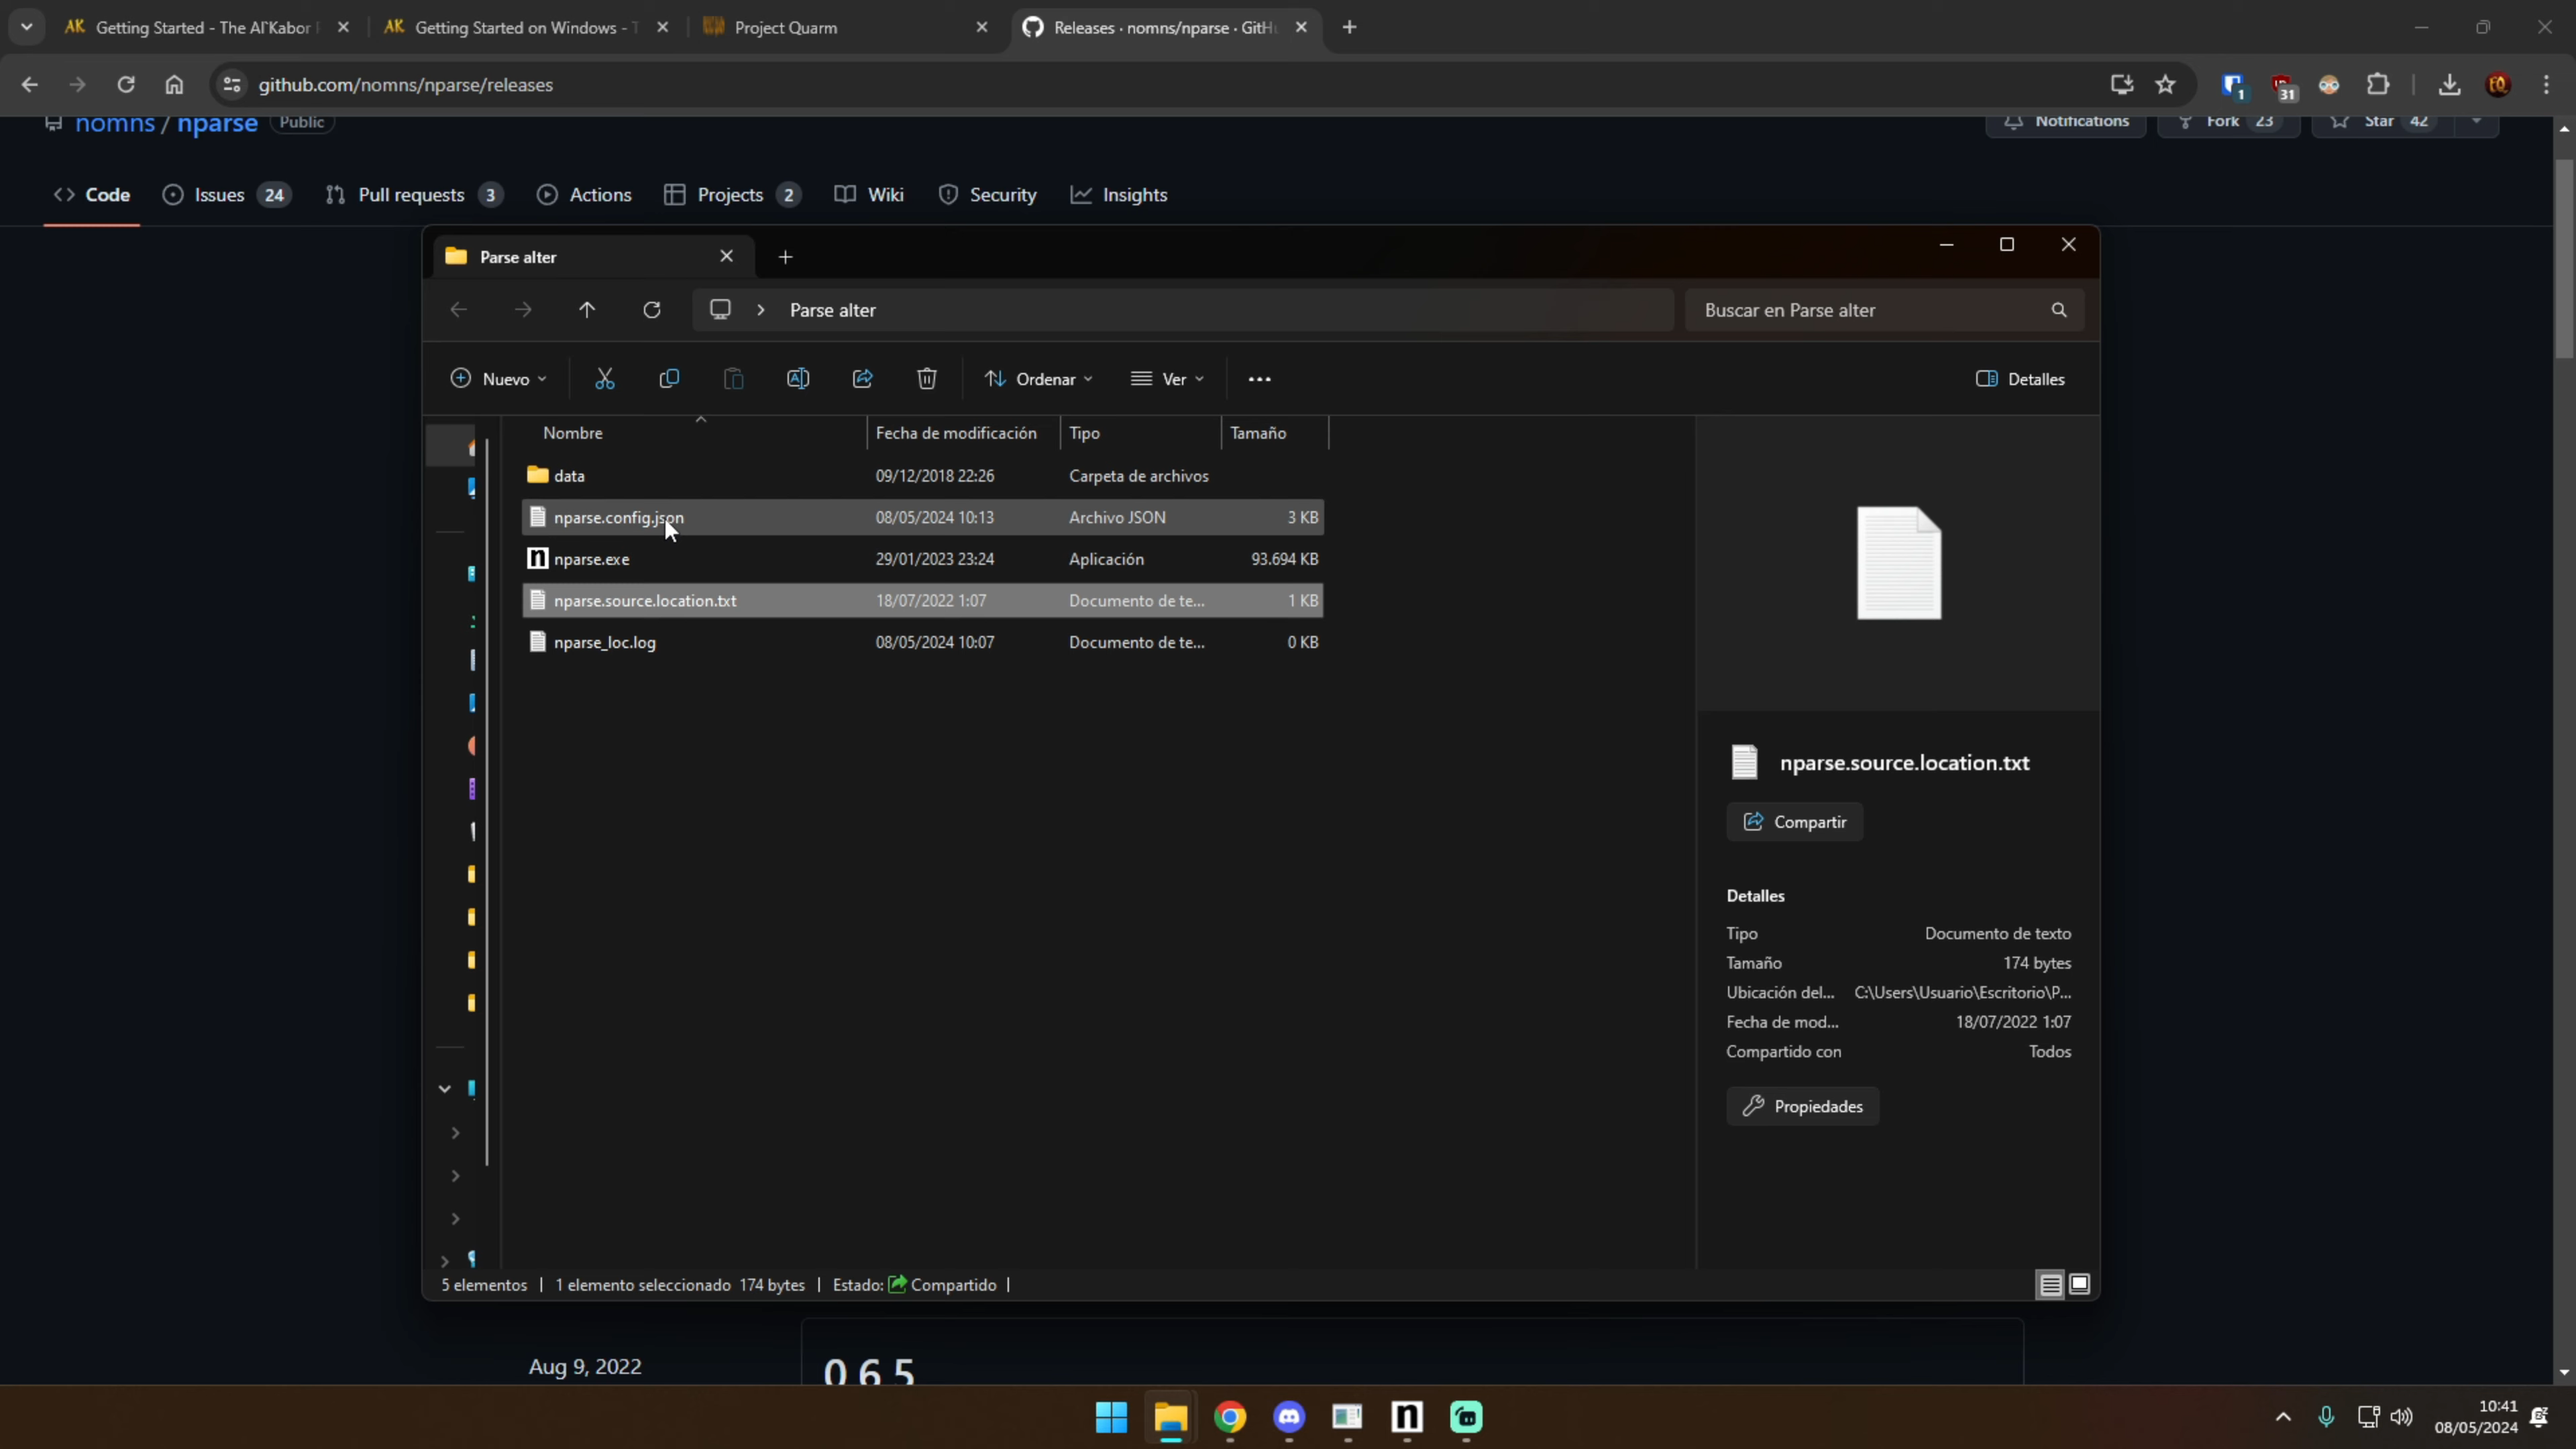 Getting Started - The Al'Kabor
Getting Started on Windows - T
Project Quarm
Releases · nomns/nparse · GitH
github.com/nomns/nparse/releases
1
31
nomns / nparse Public
Notifications
Fork 23
Star 42
Code
Issues 24
Pull requests 3
Actions
Projects 2
Wiki
Security
Insights
Parse alter
Parse alter
Buscar en Parse alter
Nuevo
Ordenar
Ver
Detalles
Nombre Fecha de modificación Tipo Tamaño
data 09/12/2018 22:26 Carpeta de archivos
nparse.config.json 08/05/2024 10:13 Archivo JSON 3 KB
nparse.exe 29/01/2023 23:24 Aplicación 93.694 KB
nparse.source.location.txt 18/07/2022 1:07 Documento de te... 1 KB
nparse_loc.log 08/05/2024 10:07 Documento de te... 0 KB
nparse.source.location.txt
Compartir
Detalles
Tipo Documento de texto
Tamaño 174 bytes
Ubicación del... C:\Users\Usuario\Escritorio\P...
Fecha de mod... 18/07/2022 1:07
Compartido con Todos
Propiedades
5 elementos 1 elemento seleccionado 174 bytes Estado: Compartido
Aug 9, 2022
0.6.5
10:41
08/05/2024